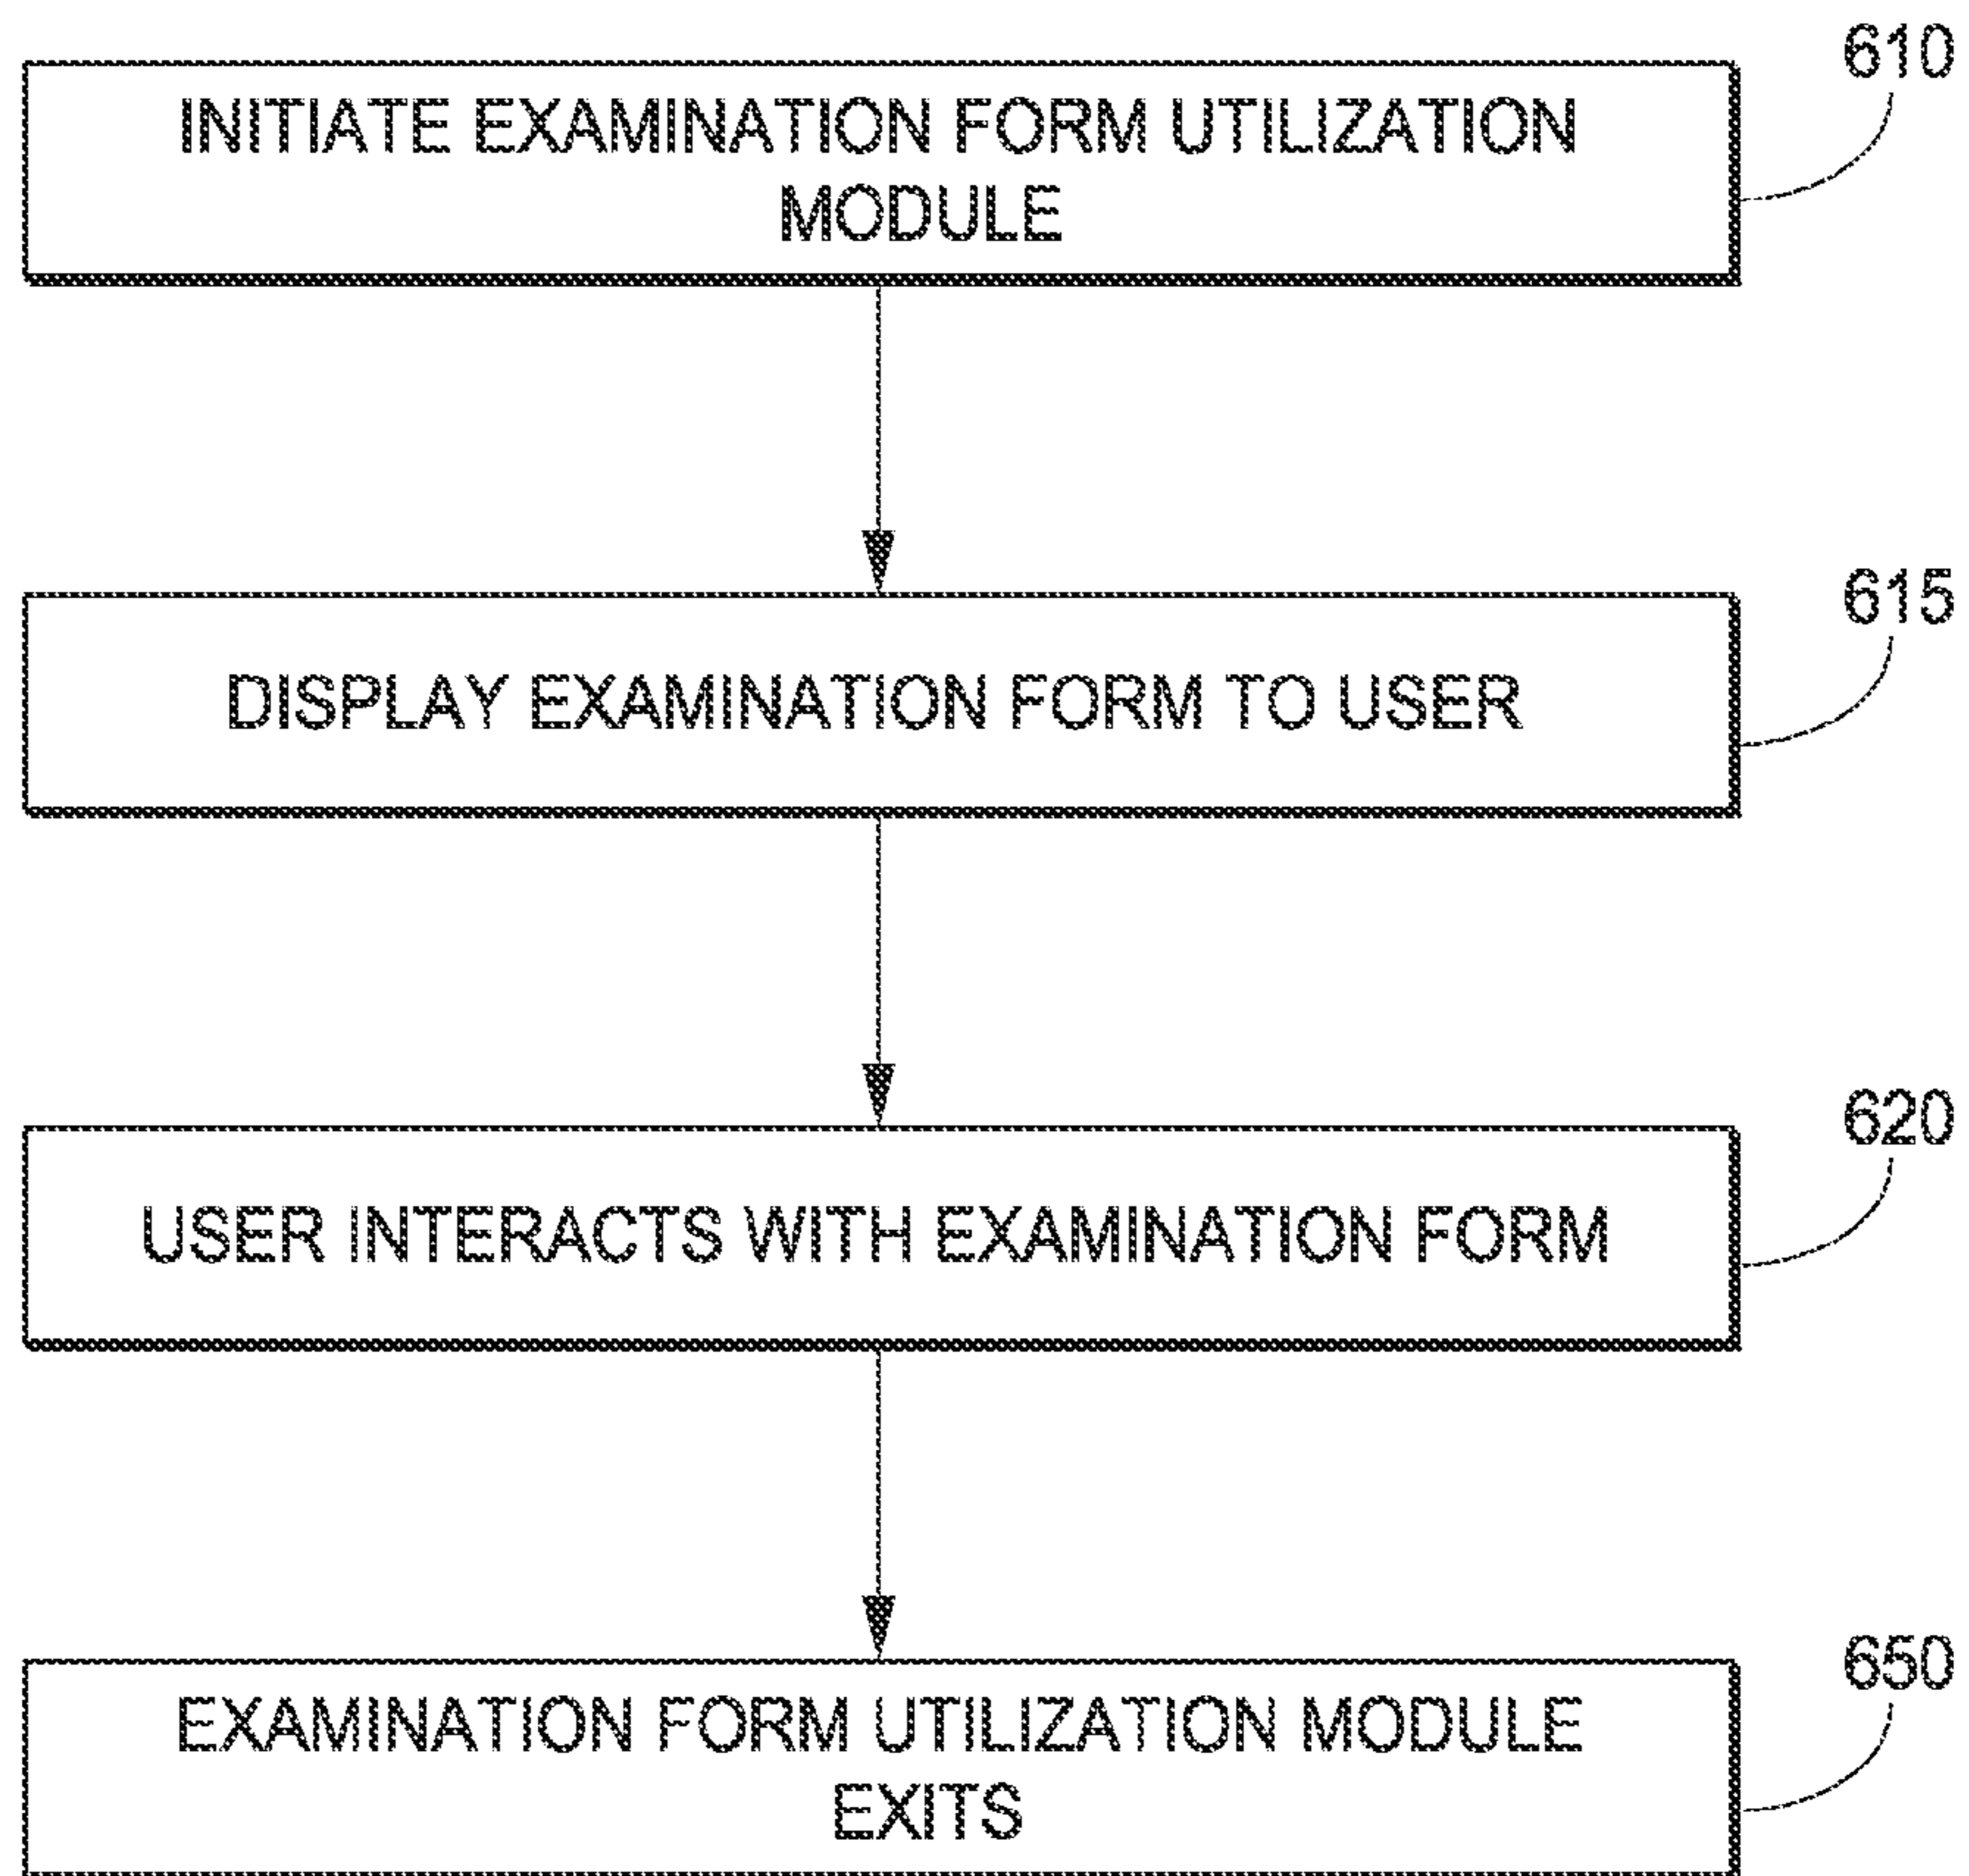 610
INITIATE EXAMINATION FORM UTILIZATION
MODULE
615
DISPLAY EXAMINATION FORM TO USER
620
USER INTERACTS WITH EXAMINATION FORM
650
EXAMINATION FORM UTILIZATION MODULE
EXITS